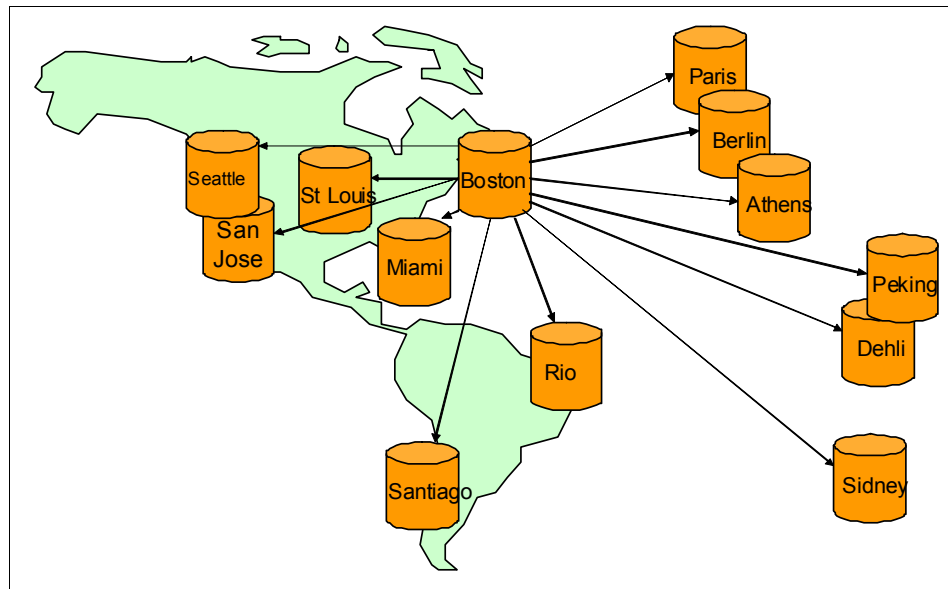 Paris
Berlin
Seattle
St Louis
Boston
Athens
San
Jose
Miami
Peking
Dehli
Rio
Santiago
Sidney